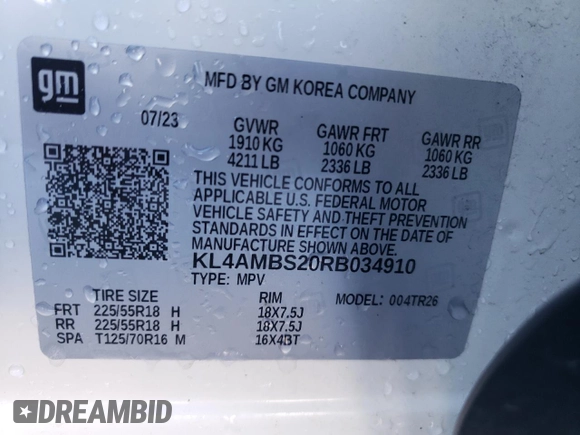 gm
MFD BY GM KOREA COMPANY
07/23
GVWR GAWR FRT GAWR RR
1910 KG 1060 KG 1060 KG
4211 LB 2336 LB 2336 LB
THIS VEHICLE CONFORMS TO ALL
APPLICABLE U.S. FEDERAL MOTOR
VEHICLE SAFETY AND THEFT PREVENTION
STANDARDS IN EFFECT ON THE DATE
OF MANUFACTURE SHOWN ABOVE.
KL4AMBS20RB034910
TYPE: MPV
TIRE SIZE RIM MODEL: 004TR26
FRT 225/55R18 H 18X7.5J
RR 225/55R18 H 18X7.5J
SPA T125/70R16 M 16X4BT
DREAMBID